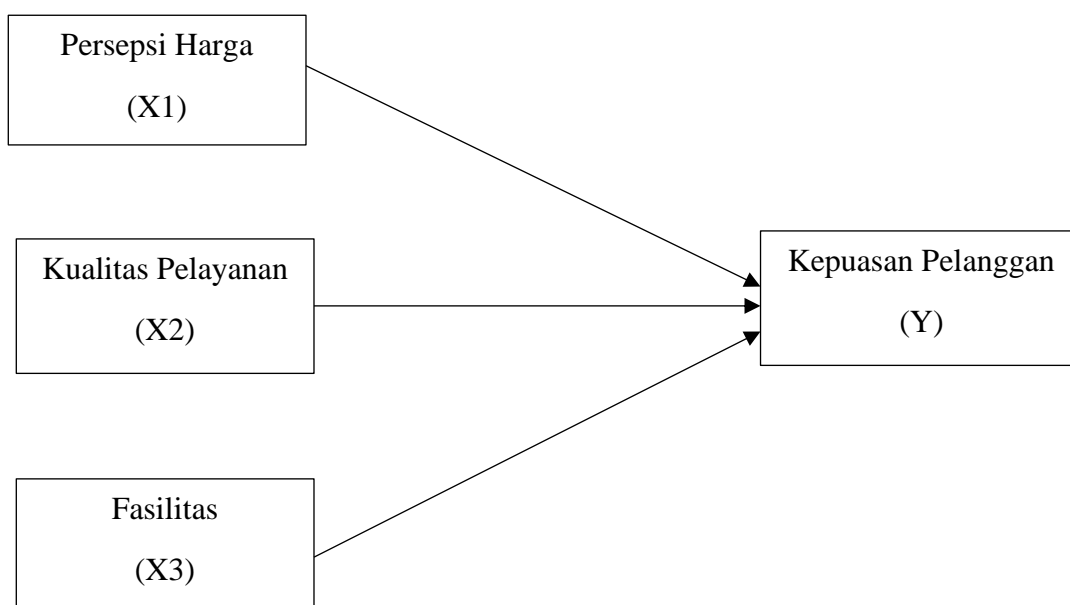 Persepsi Harga
(X1)
Kualitas Pelayanan
(X2)
Kepuasan Pelanggan
(Y)
Fasilitas
(X3)